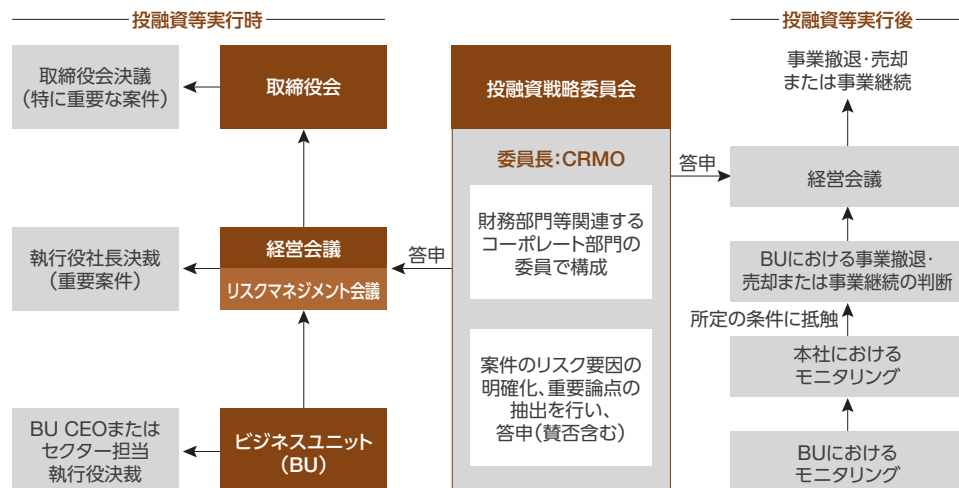 投融資等実行時
取締役会決議
(特に重要な案件)
取締役会
執行役社長決裁
(重要案件)
経営会議
リスクマネジメント会議
BU CEOまたは
セクター担当
執行役決裁
ビジネスユニット
(BU)
答申
投融資戦略委員会
委員長:CRMO
財務部門等関連する
コーポレート部門の
委員で構成
案件のリスク要因の
明確化、重要論点の
抽出を行い、
答申(賛否含む)
答申
投融資等実行後
事業撤退・売却
または事業継続
経営会議
BUにおける事業撤退・
売却または事業継続の判断
所定の条件に抵触
本社における
モニタリング
BUにおける
モニタリング